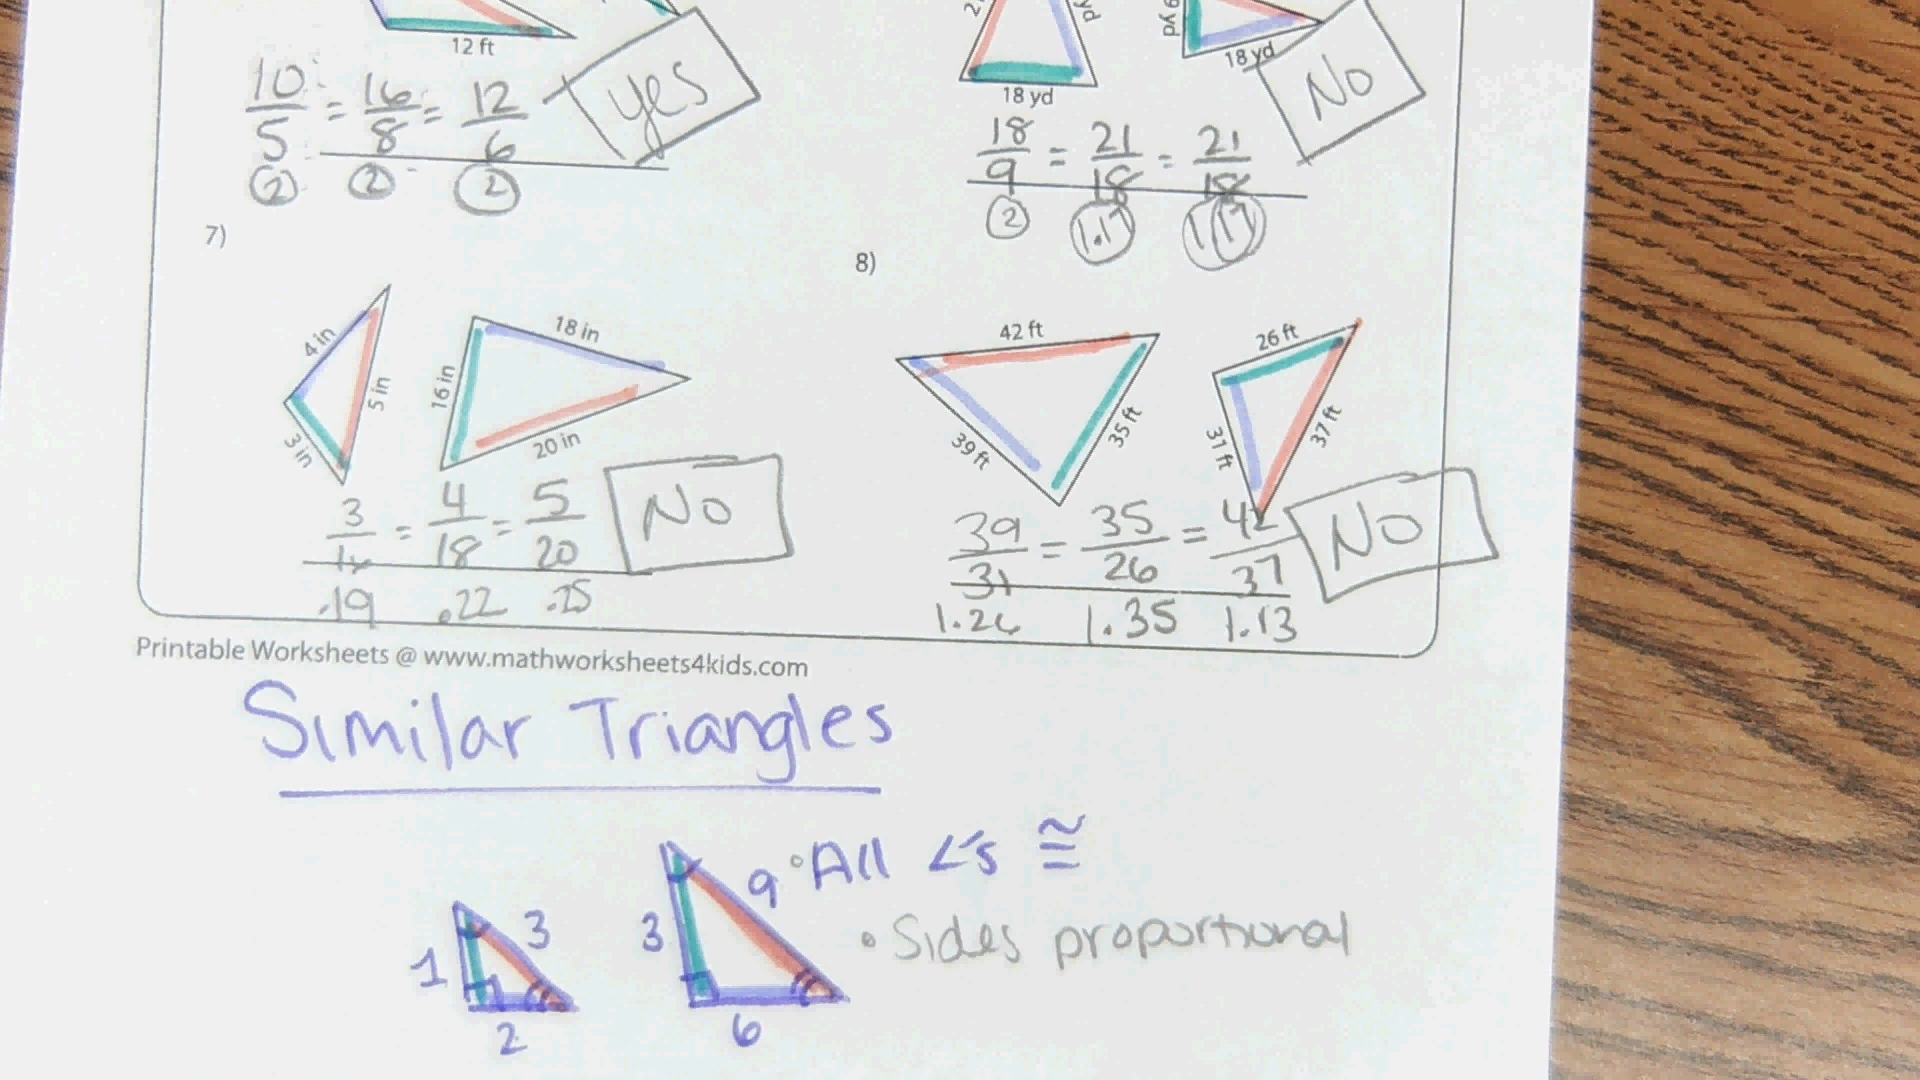 12 ft
10/5 = 16/8 = 12/6
yes
2 2 2
18 yd
18 yd
No
18/9 = 21/18 = 21/18
2 1.17 1.17
7)
4 in
5 in
3 in
16 in
18 in
20 in
3/16 = 4/18 = 5/20
No
.19 .22 .25
8)
42 ft
39 ft
35 ft
26 ft
31 ft
37 ft
39/31 = 35/26 = 42/37
No
1.26 1.35 1.13
Printable Worksheets @ www.mathworksheets4kids.com
Similar Triangles
1 3 2
3 9 6
• All ∠'s ≅
• Sides proportional